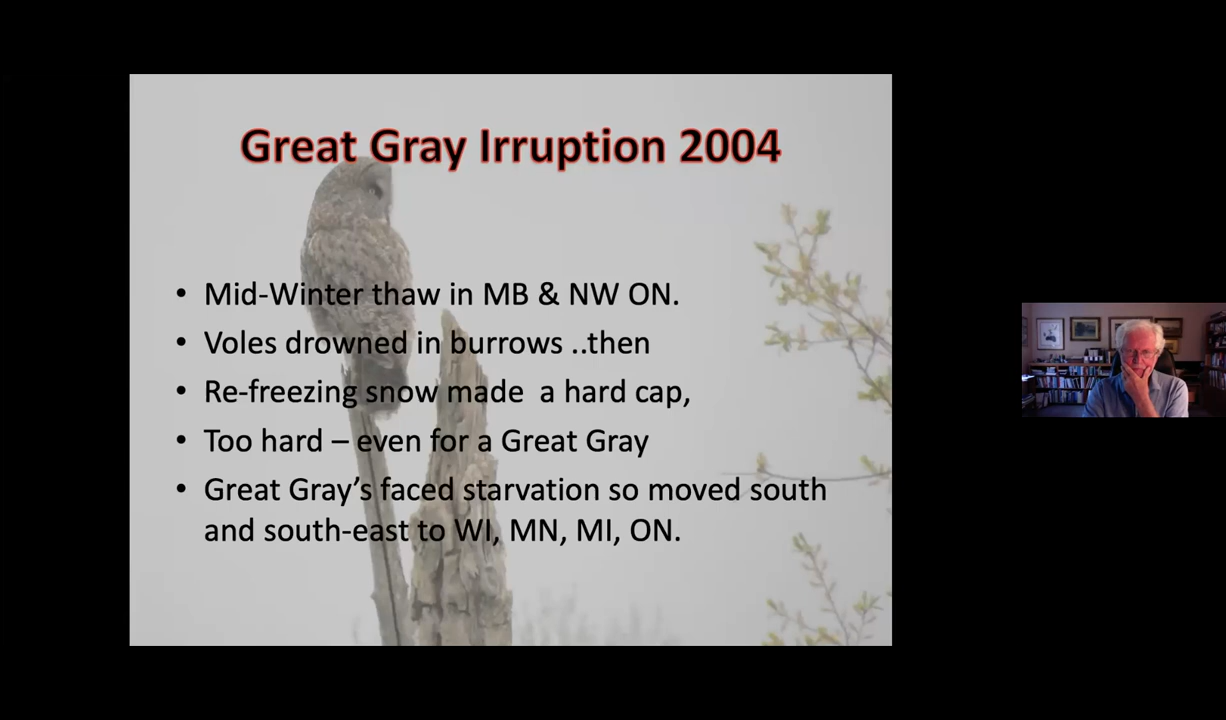 Great Gray Irruption 2004
• Mid-Winter thaw in MB & NW ON.
• Voles drowned in burrows ..then
• Re-freezing snow made a hard cap,
• Too hard – even for a Great Gray
• Great Gray's faced starvation so moved south
and south-east to WI, MN, MI, ON.